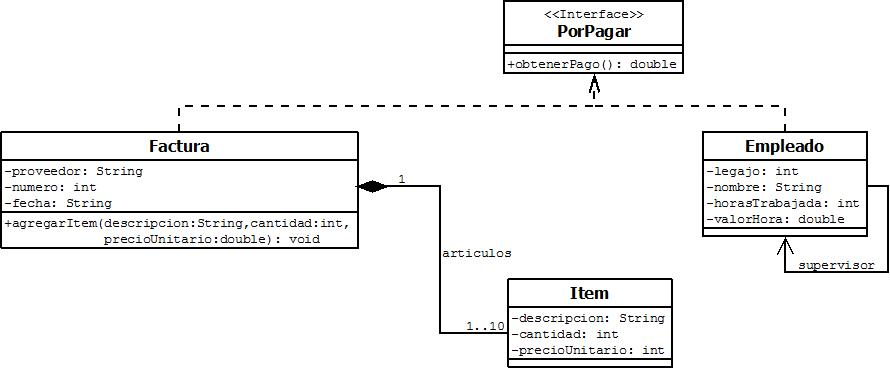 <<Interface>>
PorPagar
+obtenerPago(): double
Factura
-proveedor: String
-numero: int
-fecha: String
+agregarItem(descripcion:String,cantidad:int,
precioUnitario:double): void
1
articulos
1..10
Item
-descripcion: String
-cantidad: int
-precioUnitario: int
Empleado
-legajo: int
-nombre: String
-horasTrabajada: int
-valorHora: double
supervisor